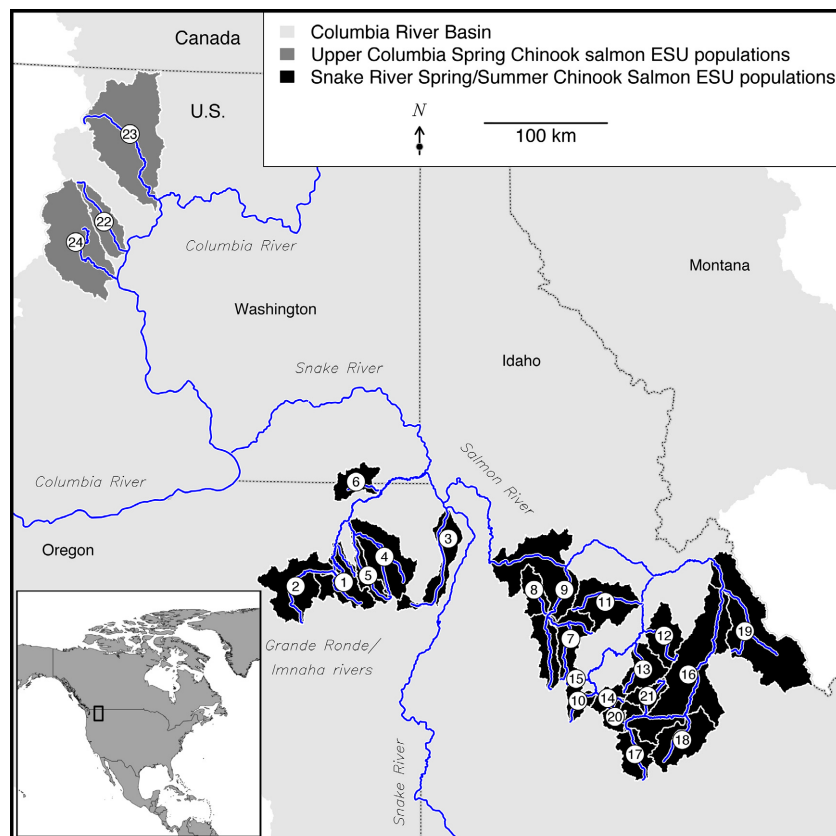 Canada
Columbia River Basin
Upper Columbia Spring Chinook salmon ESU populations
Snake River Spring/Summer Chinook Salmon ESU populations
U.S.
N
100 km
23
22
24
Columbia River
Montana
Washington
Idaho
Snake River
Salmon River
Columbia River
6
Oregon
3
4
5
1
2
8
9
11
7
12
19
13
16
15
21
10
14
20
18
17
Grande Ronde/
Imnaha rivers
Snake River